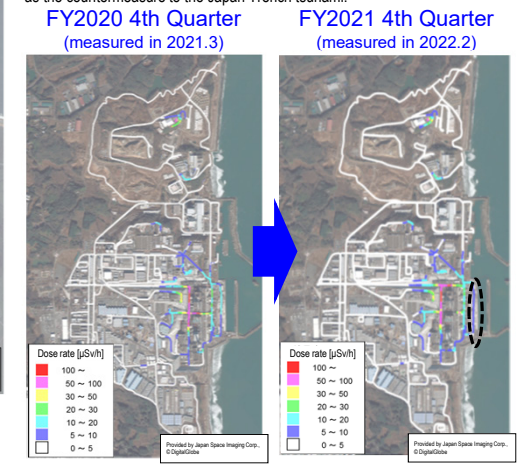 as the countermeasure to the Japan Trench tsunami.
FY2020 4th Quarter
(measured in 2021.3)
FY2021 4th Quarter
(measured in 2022.2)
Dose rate [μSv/h]
100 ～
50 ～ 100
30 ～ 50
20 ～ 30
10 ～ 20
5 ～ 10
0 ～ 5
Provided by Japan Space Imaging Corp.,
© DigitalGlobe
Dose rate [μSv/h]
100 ～
50 ～ 100
30 ～ 50
20 ～ 30
10 ～ 20
5 ～ 10
0 ～ 5
Provided by Japan Space Imaging Corp.,
© DigitalGlobe